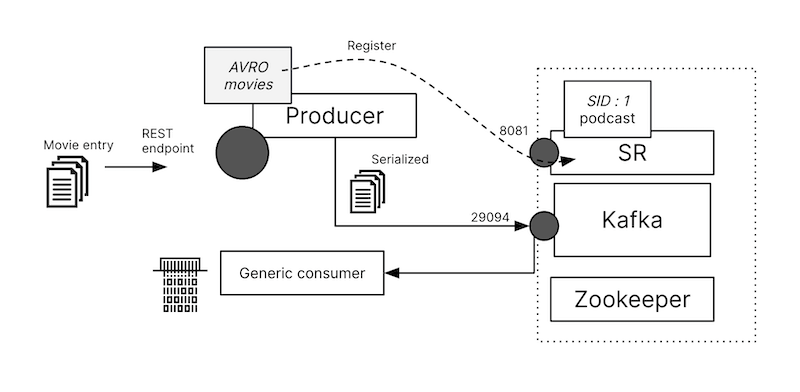 Register
AVRO
movies
Producer
SID : 1
podcast
8081
SR
Movie entry
REST
endpoint
Serialized
29094
Kafka
Generic consumer
Zookeeper